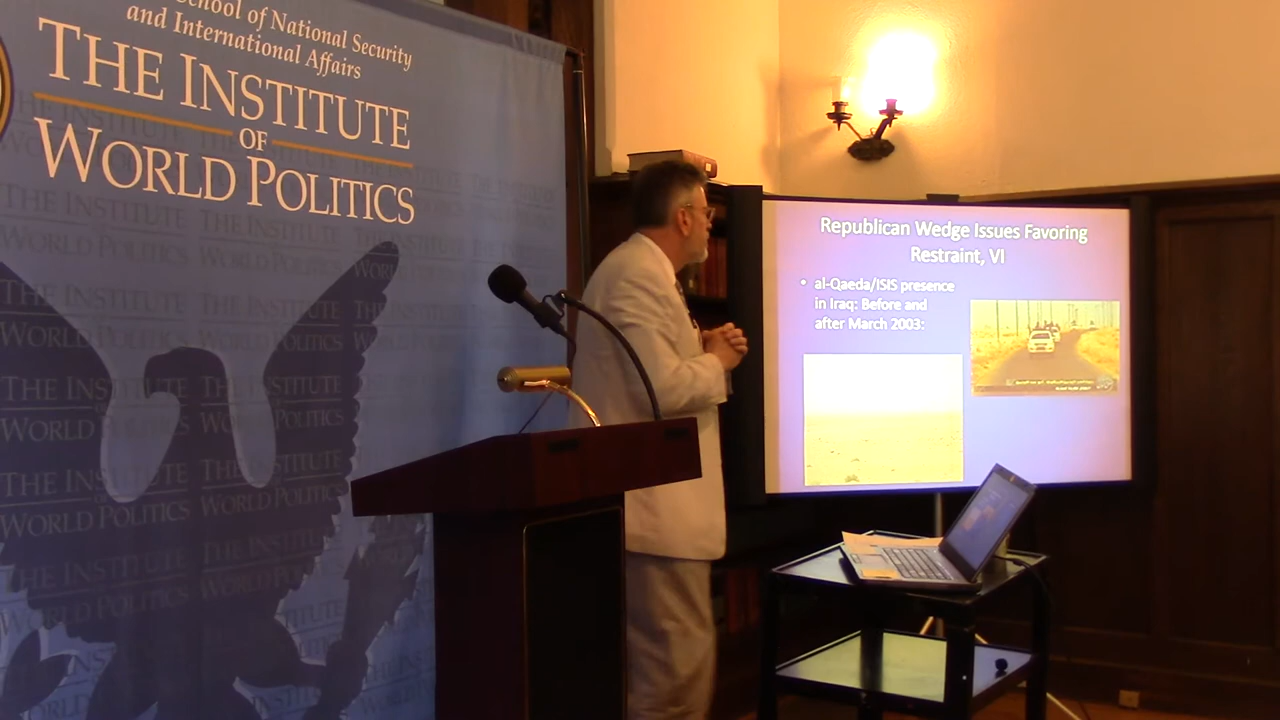 School of National Security
and International Affairs
THE INSTITUTE
OF
WORLD POLITICS
Republican Wedge Issues Favoring
Restraint, VI
• al-Qaeda/ISIS presence
in Iraq: Before and
after March 2003: